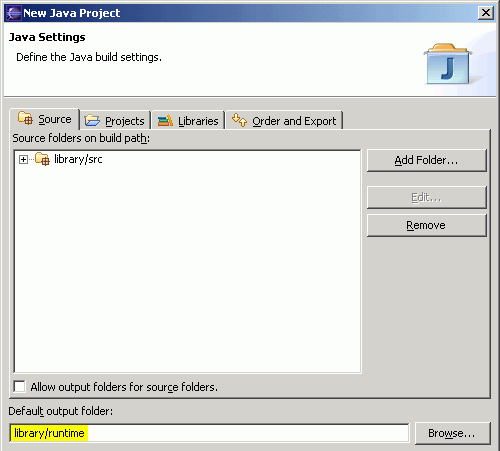 New Java Project
Java Settings
Define the Java build settings.
J
Source Projects Libraries Order and Export
Source folders on build path:
library/src
Add Folder...
Edit...
Remove
Allow output folders for source folders.
Default output folder:
library/runtime Browse...